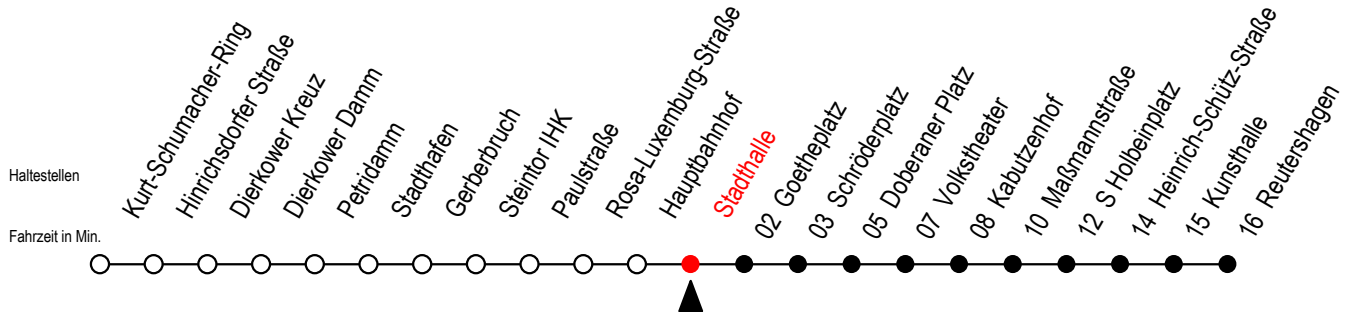 Haltestellen
Fahrzeit in Min.
Kurt-Schumacher-Ring
Hinrichsdorfer Straße
Dierkower Kreuz
Dierkower Damm
Petridamm
Stadthafen
Gerberbruch
Steintor IHK
Paulstraße
Rosa-Luxemburg-Straße
Hauptbahnhof
Stadthalle
02 Goetheplatz
03 Schröderplatz
05 Doberaner Platz
07 Volkstheater
08 Kabutzenhof
10 Maßmannstraße
12 S Holbeinplatz
14 Heinrich-Schütz-Straße
15 Kunsthalle
16 Reutershagen